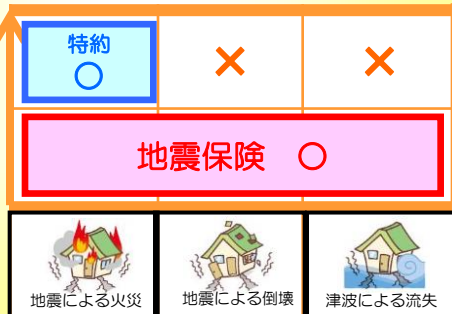 特約
○
× ×
地震保険 ○
地震による火災 地震による倒壊 津波による流失